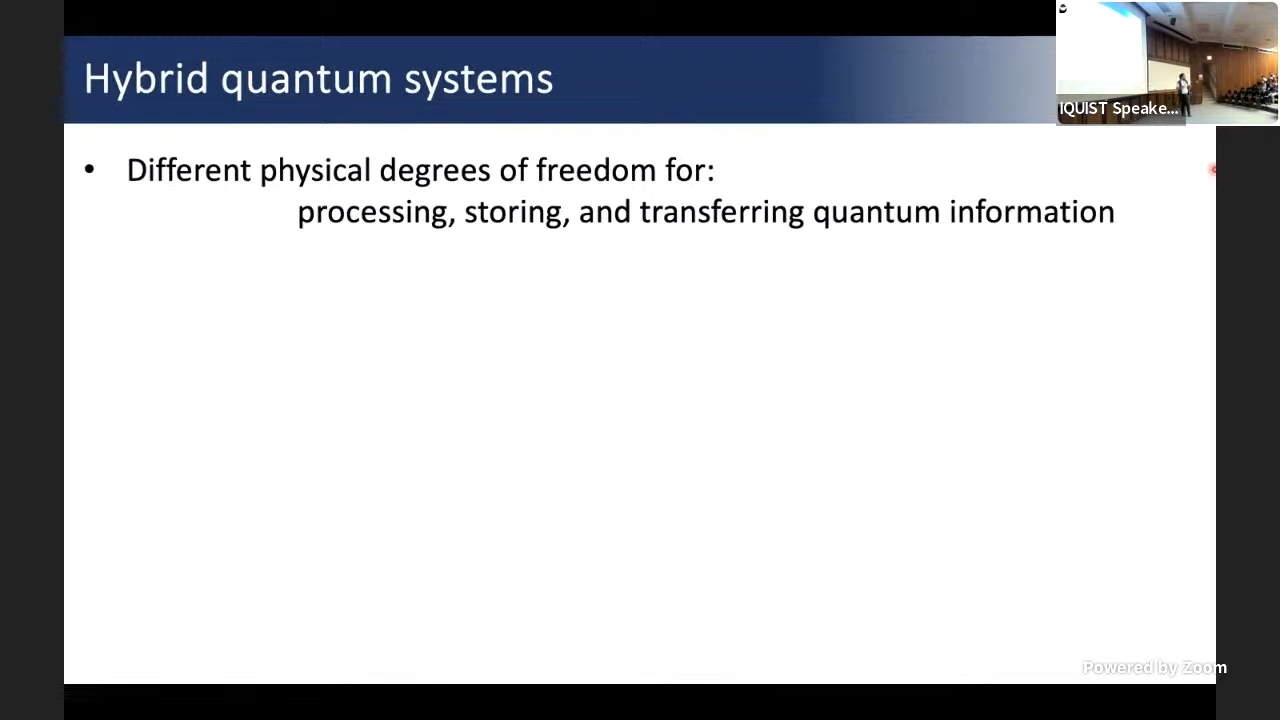 Hybrid quantum systems
IQUIST Speake...
• Different physical degrees of freedom for:
processing, storing, and transferring quantum information
Powered by Zoom